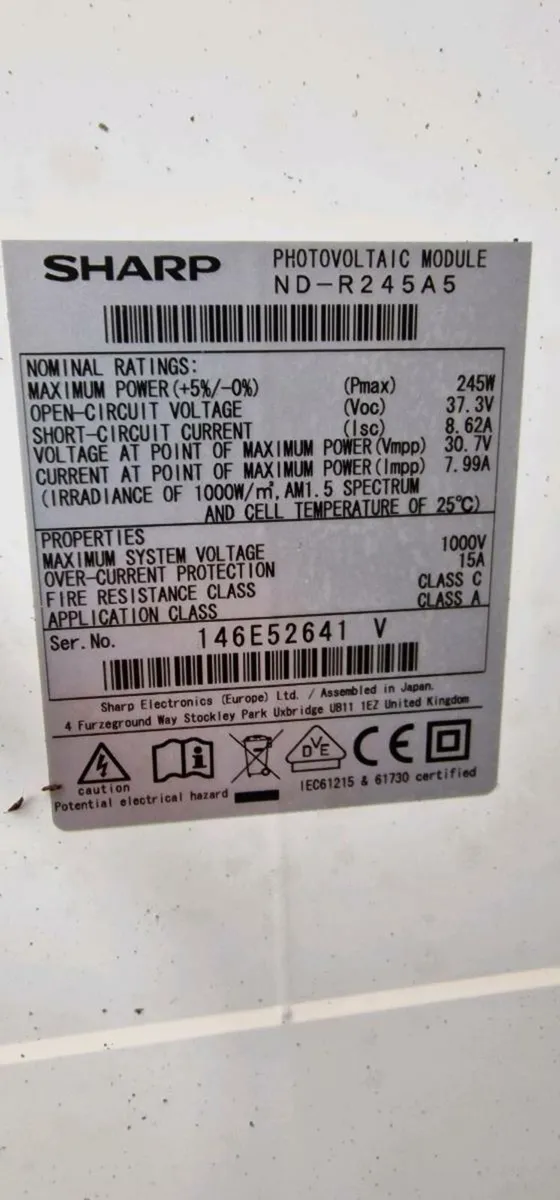 SHARP
PHOTOVOLTAIC MODULE
ND-R245A5
NOMINAL RATINGS:
MAXIMUM POWER(+5%/-0%) (Pmax) 245W
OPEN-CIRCUIT VOLTAGE (Voc) 37.3V
SHORT-CIRCUIT CURRENT (Isc) 8.62A
VOLTAGE AT POINT OF MAXIMUM POWER(Vmpp) 30.7V
CURRENT AT POINT OF MAXIMUM POWER(Impp) 7.99A
(IRRADIANCE OF 1000W/㎡, AM1.5 SPECTRUM
AND CELL TEMPERATURE OF 25℃)
PROPERTIES
MAXIMUM SYSTEM VOLTAGE 1000V
OVER-CURRENT PROTECTION 15A
FIRE RESISTANCE CLASS CLASS C
APPLICATION CLASS CLASS A
Ser. No. 146E52641 V
Sharp Electronics (Europe) Ltd. / Assembled in Japan.
4 Furzeground Way Stockley Park Uxbridge UB11 1EZ United Kingdom
i DVE CE
caution
Potential electrical hazard
IEC61215 & 61730 certified